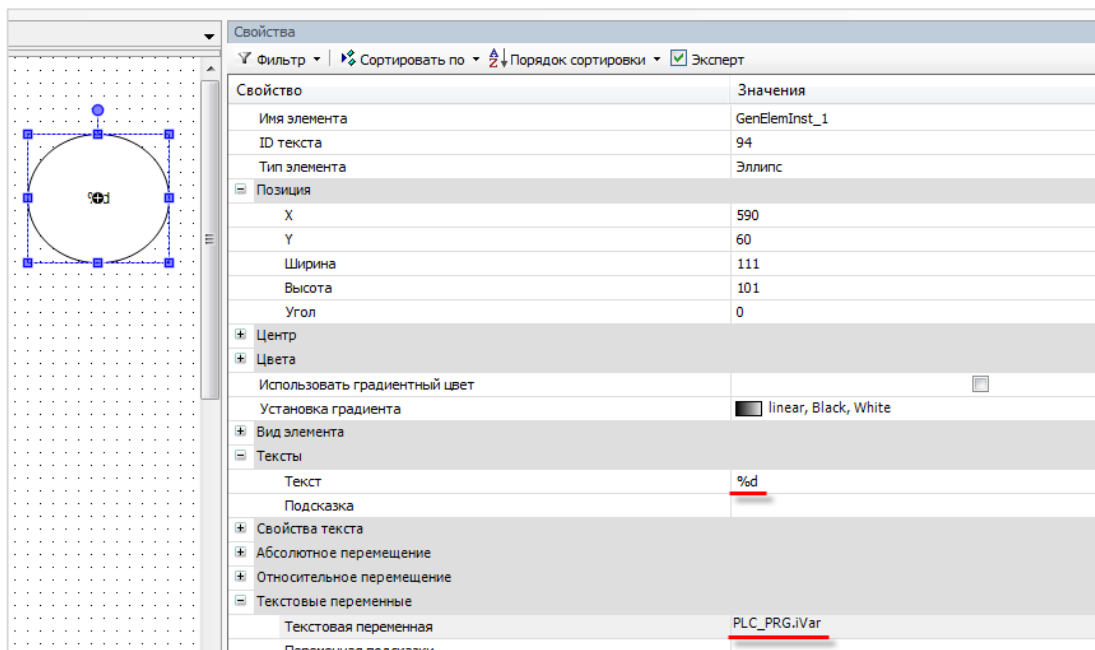 Свойства
Фильтр Сортировать по Порядок сортировки Эксперт
Свойство Значения
Имя элемента GenElemInst_1
ID текста 94
Тип элемента Эллипс
Позиция
X 590
Y 60
Ширина 111
Высота 101
Угол 0
Центр
Цвета
Использовать градиентный цвет
Установка градиента linear, Black, White
Вид элемента
Тексты
Текст %d
Подсказка
Свойства текста
Абсолютное перемещение
Относительное перемещение
Текстовые переменные
Текстовая переменная PLC_PRG.iVar
Переменная подсказки